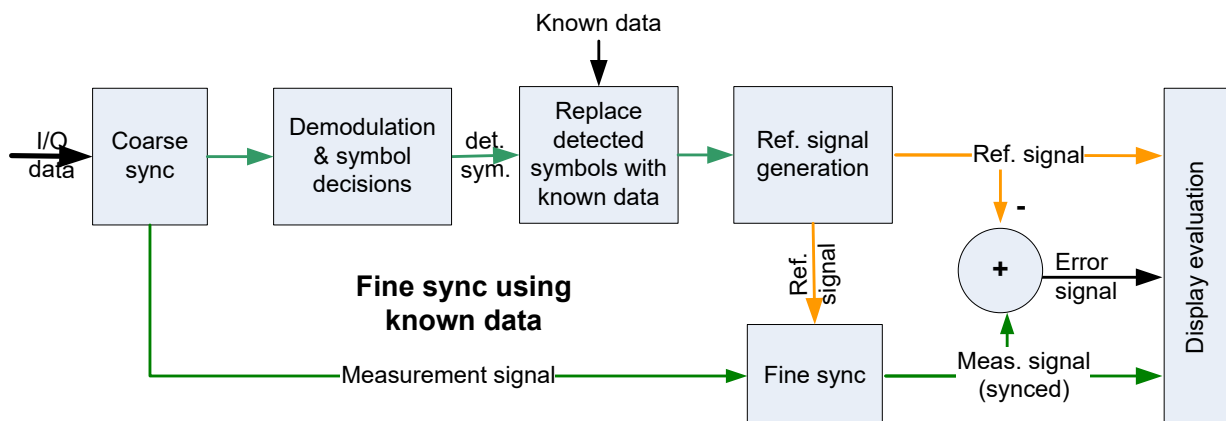 Known data
I/Q
data
Coarse
sync
Demodulation
& symbol
decisions
det.
sym.
Replace
detected
symbols with
known data
Ref. signal
generation
Ref. signal
-
+
Error
signal
Display evaluation
Ref.
signal
Fine sync using
known data
Measurement signal
Fine sync
Meas. signal
(synced)